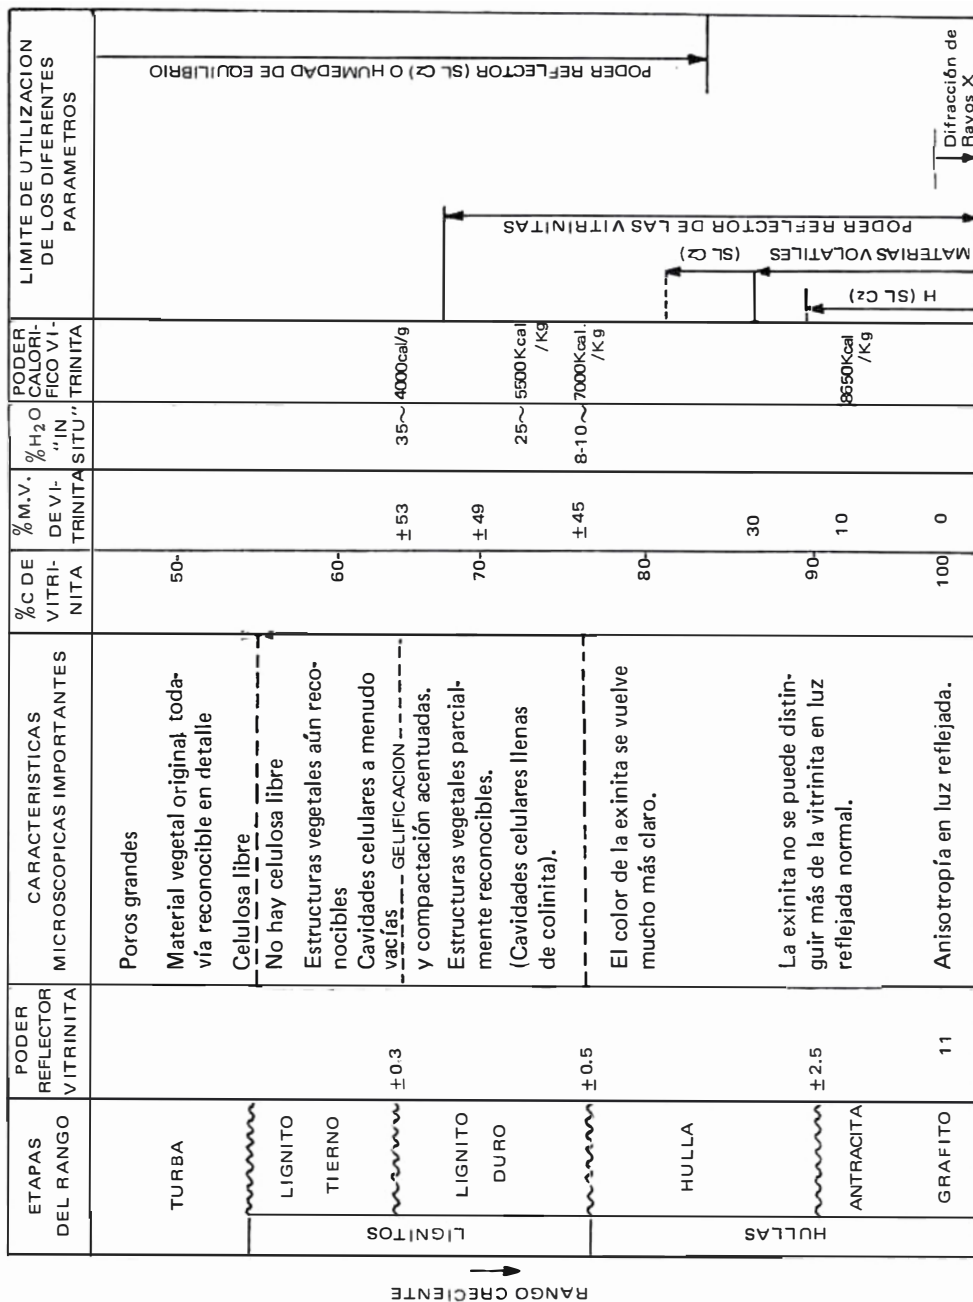 ETAPAS
DEL RANGO
PODER
REFLECTOR
VITRINITA
CARACTERISTICAS
MICROSCOPICAS IMPORTANTES
%C DE
VITRI-
NITA
%M.V.
DE VI-
TRINITA
%H₂O
"IN
SITU"
PODER
CALORI-
FICO VI-
TRINITA
LIMITE DE UTILIZACION
DE LOS DIFERENTES
PARAMETROS
RANGO CRECIENTE
LIGNITOS
HULLAS
TURBA
LIGNITO
TIERNO
LIGNITO
DURO
HULLA
ANTRACITA
GRAFITO
±0.3
±0.5
±2.5
11
Poros grandes
Material vegetal original toda-
vía reconocible en detalle
Celulosa libre
No hay celulosa libre
Estructuras vegetales aún reco-
nocibles
Cavidades celulares a menudo
vacías
GELIFICACION
y compactación acentuadas.
Estructuras vegetales parcial-
mente reconocibles.
(Cavidades celulares llenas
de colinita).
El color de la exinita se vuelve
mucho más claro.
La exinita no se puede distin-
guir más de la vitrinita en luz
reflejada normal.
Anisotropía en luz reflejada.
50-
60-
70-
80-
90-
100
±53
±49
±45
30
10
0
35~
25~
8-10~
4000cal/g
5500Kcal
/Kg
7000Kcal.
/Kg
8650Kcal
/Kg
PODER REFLECTOR (SL Cz) O HUMEDAD DE EQUILIBRIO
PODER REFLECTOR DE LAS VITRINITAS
MATERIAS VOLATILES (SL Cz)
H (SL Cz)
Difracción de
Rayos X